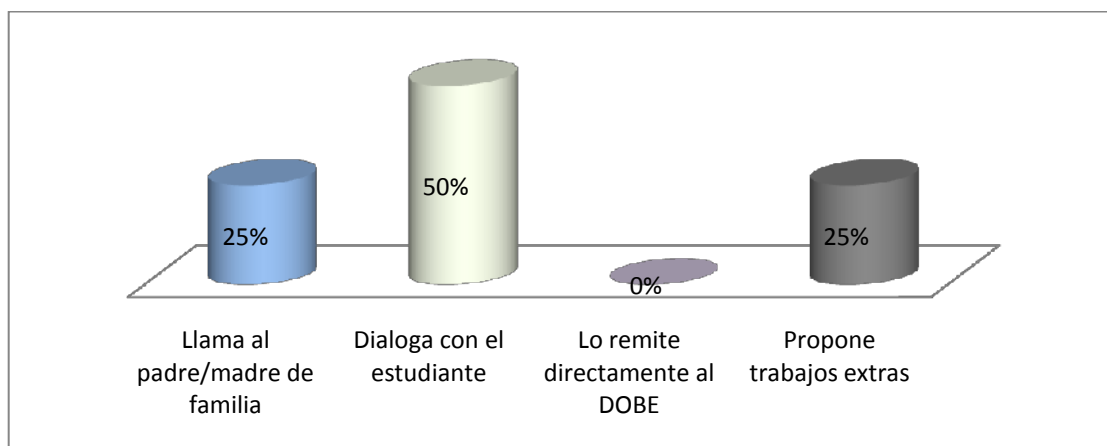 25%
50%
0%
25%
Llama al
padre/madre de
familia
Dialoga con el
estudiante
Lo remite
directamente al
DOBE
Propone
trabajos extras